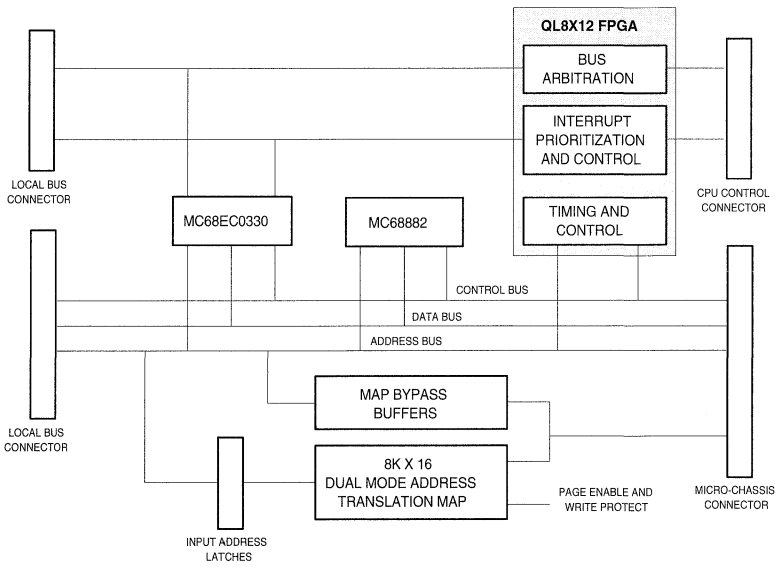 QL8X12 FPGA
BUS
ARBITRATION
INTERRUPT
PRIORITIZATION
AND CONTROL
LOCAL BUS
CONNECTOR
CPU CONTROL
CONNECTOR
MC68EC0330
MC68882
TIMING AND
CONTROL
CONTROL BUS
DATA BUS
ADDRESS BUS
MAP BYPASS
BUFFERS
LOCAL BUS
CONNECTOR
8K X 16
DUAL MODE ADDRESS
TRANSLATION MAP
PAGE ENABLE AND
WRITE PROTECT
MICRO-CHASSIS
CONNECTOR
INPUT ADDRESS
LATCHES